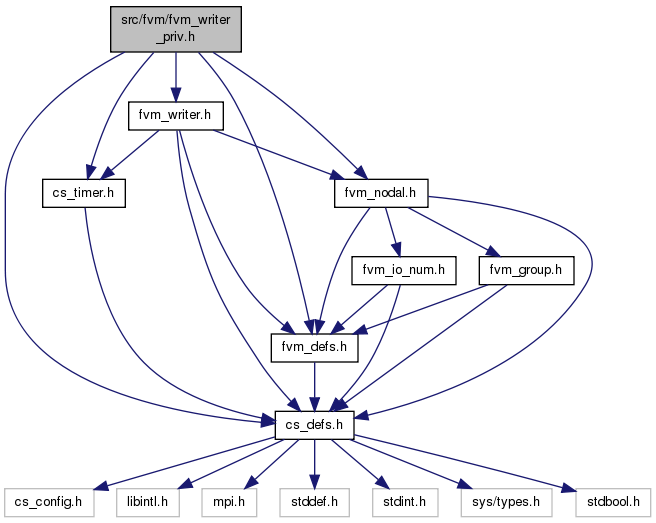 src/fvm/fvm_writer
_priv.h
fvm_writer.h
cs_timer.h
fvm_nodal.h
fvm_io_num.h
fvm_group.h
fvm_defs.h
cs_defs.h
cs_config.h
libintl.h
mpi.h
stddef.h
stdint.h
sys/types.h
stdbool.h